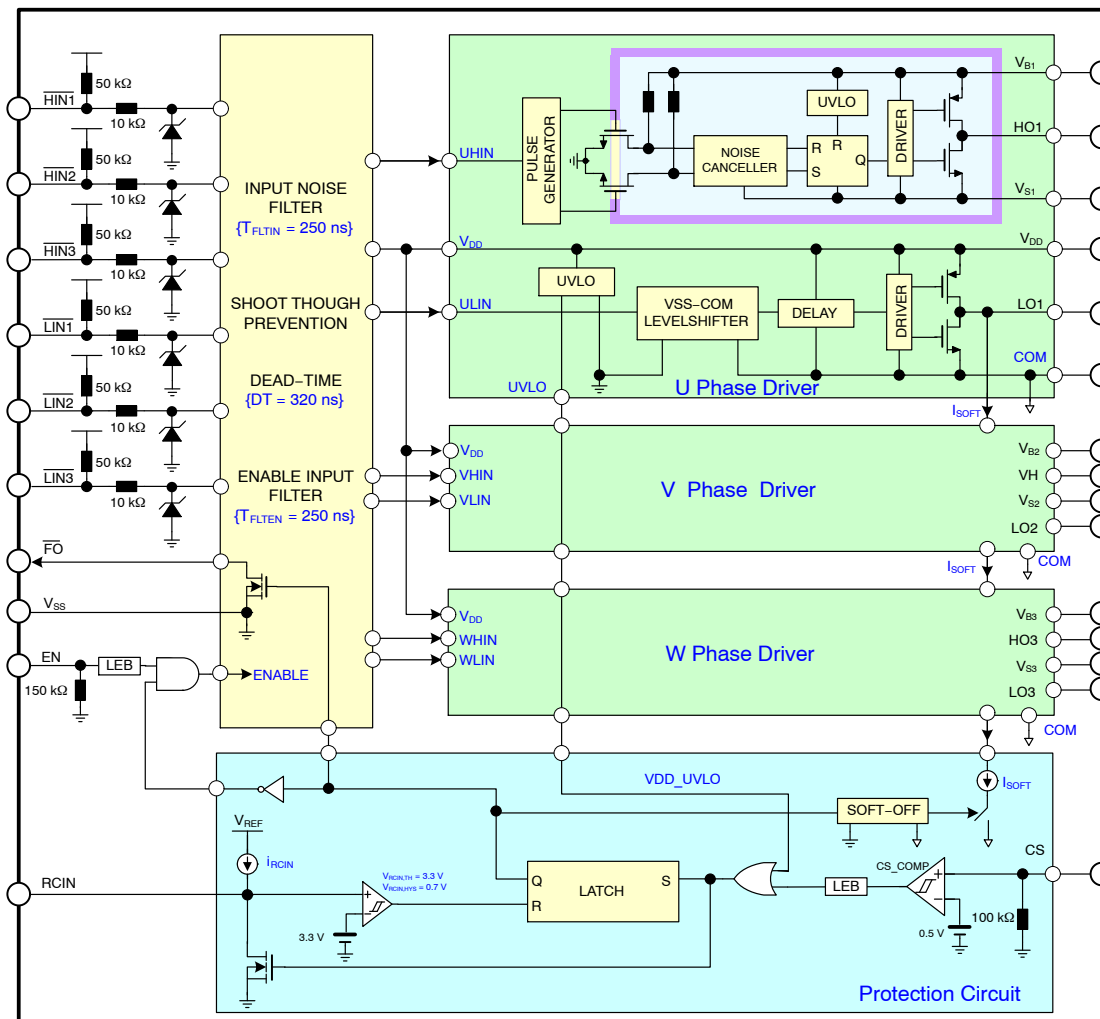 HIN1
50 kΩ
10 kΩ
HIN2
50 kΩ
10 kΩ
HIN3
50 kΩ
10 kΩ
LIN1
50 kΩ
10 kΩ
LIN2
50 kΩ
10 kΩ
LIN3
50 kΩ
10 kΩ
FO
VSS
EN
LEB
150 kΩ
ENABLE
INPUT NOISE
FILTER
{TFLTIN = 250 ns}
SHOOT THOUGH
PREVENTION
DEAD−TIME
{DT = 320 ns}
ENABLE INPUT
FILTER
{TFLTEN = 250 ns}
UHIN
VDD
ULIN
UVLO
PULSE
GENERATOR
NOISE
CANCELLER
UVLO
R
R
S
Q
DRIVER
VB1
HO1
VS1
VDD
UVLO
VSS−COM
LEVELSHIFTER
DELAY
DRIVER
LO1
COM
U Phase Driver
ISOFT
VDD
VHIN
VLIN
V Phase Driver
VB2
VH
VS2
LO2
COM
ISOFT
VDD
WHIN
WLIN
W Phase Driver
VB3
HO3
VS3
LO3
COM
VDD_UVLO
ISOFT
SOFT−OFF
VREF
iRCIN
RCIN
VRCIN,TH = 3.3 V
VRCIN,HYS = 0.7 V
+
−
3.3 V
Q
R
LATCH
S
LEB
CS_COMP
+
−
CS
100 kΩ
0.5 V
Protection Circuit